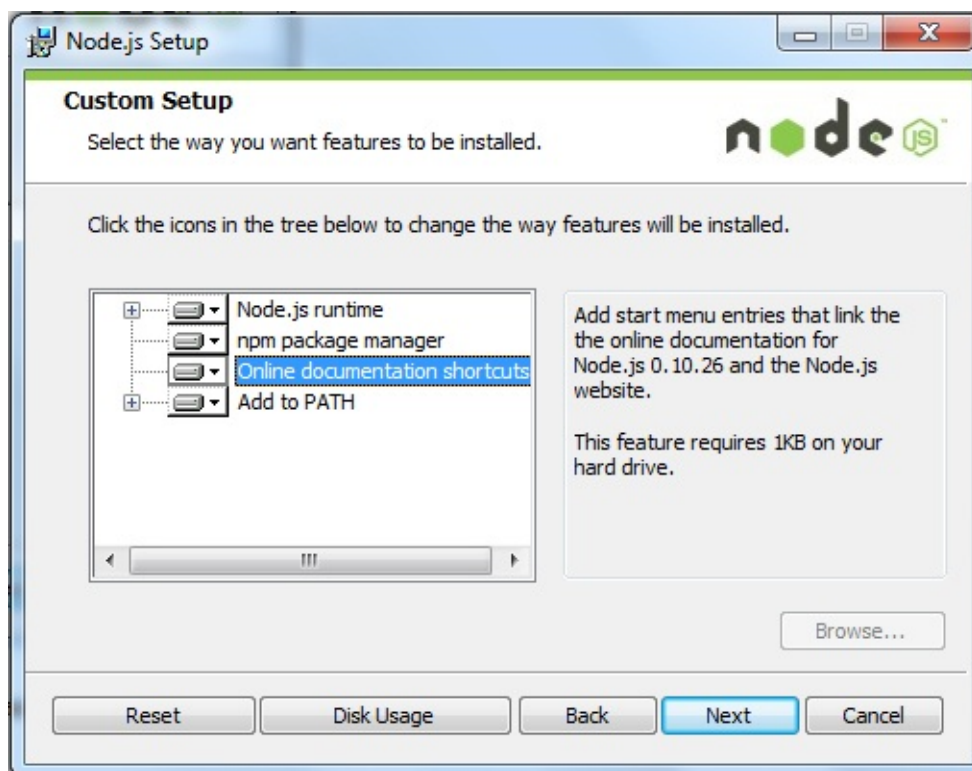 Node.js Setup
Custom Setup
Select the way you want features to be installed.
node JS
Click the icons in the tree below to change the way features will be installed.
Node.js runtime
npm package manager
Online documentation shortcuts
Add to PATH
Add start menu entries that link the
the online documentation for
Node.js 0.10.26 and the Node.js
website.
This feature requires 1KB on your
hard drive.
Browse...
Reset
Disk Usage
Back
Next
Cancel